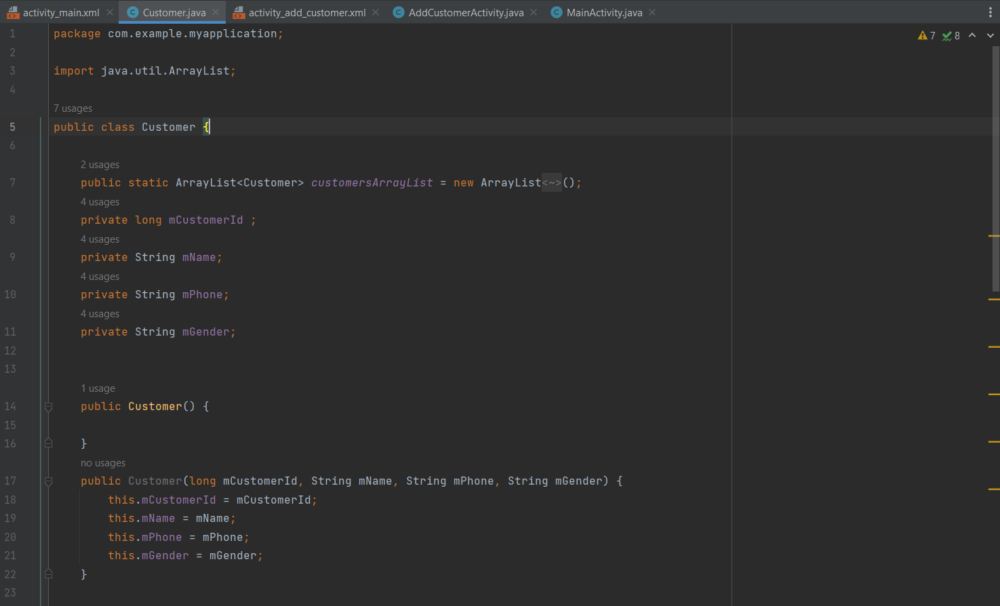 activity_main.xml Customer.java activity_add_customer.xml AddCustomerActivity.java MainActivity.java
7 8
1 package com.example.myapplication;
2
3 import java.util.ArrayList;
4
7 usages
5 public class Customer {
6
2 usages
7 public static ArrayList<Customer> customersArrayList = new ArrayList<~>();
4 usages
8 private long mCustomerId ;
4 usages
9 private String mName;
4 usages
10 private String mPhone;
4 usages
11 private String mGender;
12
13
1 usage
14 public Customer() {
15
16 }
no usages
17 public Customer(long mCustomerId, String mName, String mPhone, String mGender) {
18 this.mCustomerId = mCustomerId;
19 this.mName = mName;
20 this.mPhone = mPhone;
21 this.mGender = mGender;
22 }
23